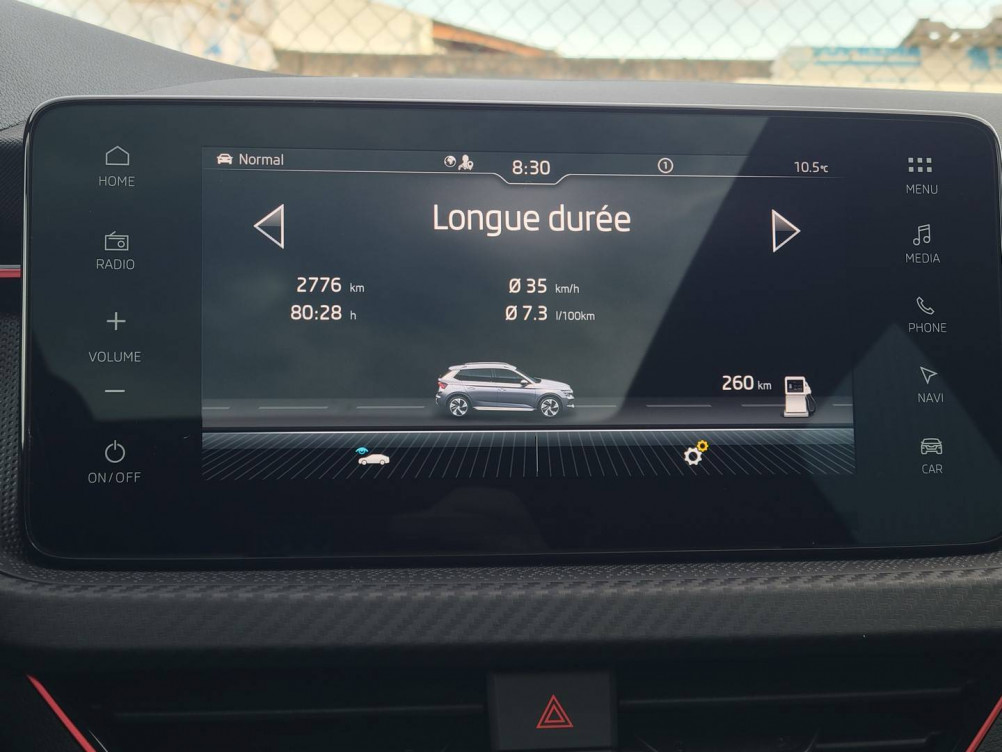 Normal
8:30
1
10.5°C
HOME
RADIO
+
VOLUME
−
ON/OFF
Longue durée
2776 km
Ø 35 km/h
80:28 h
Ø 7.3 l/100km
260 km
MENU
MEDIA
PHONE
NAVI
CAR